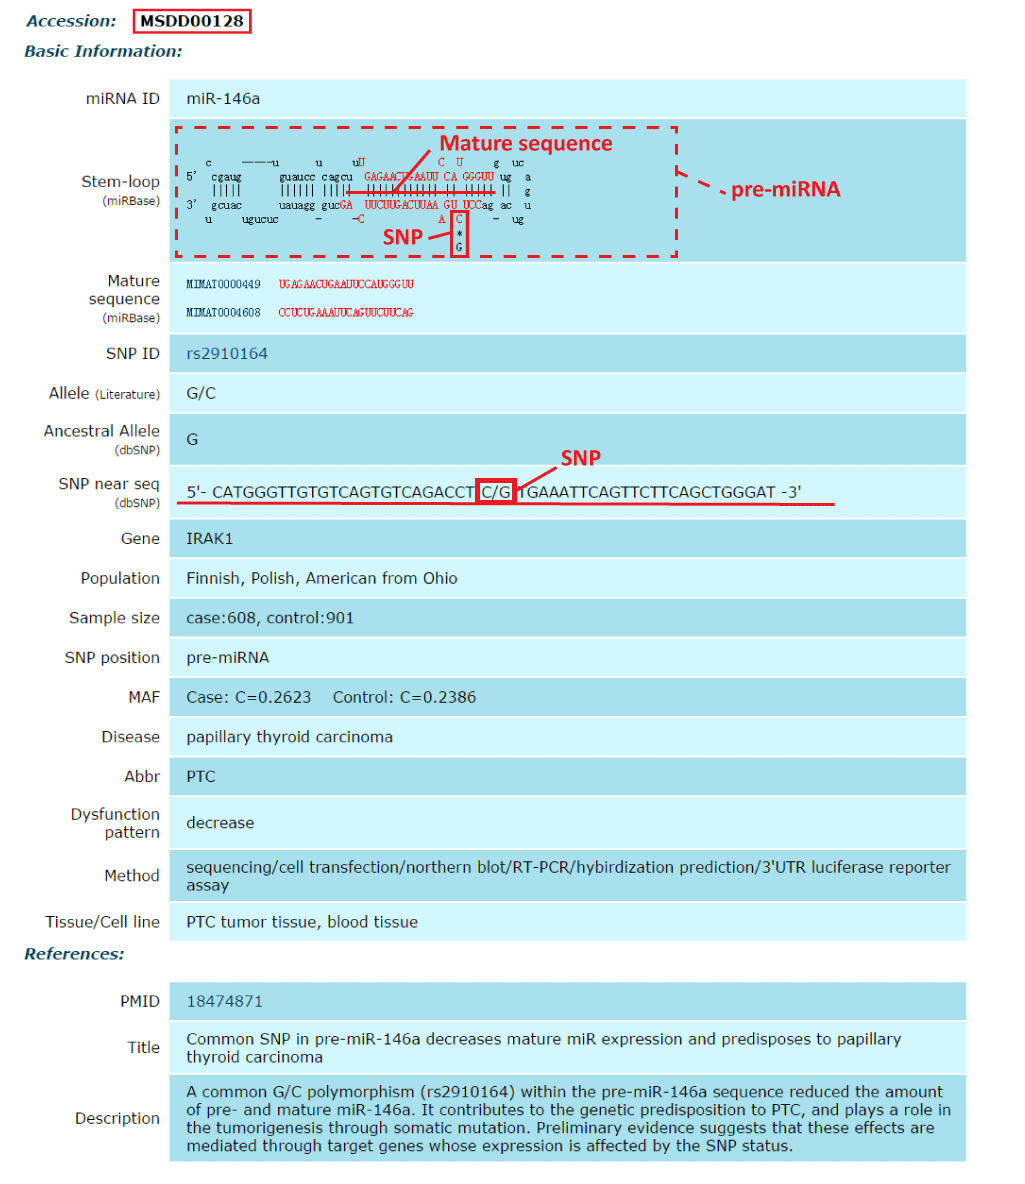 Accession: MSDD00128
Basic Information:
miRNA ID miR-146a
Mature sequence
c -----u u uU C U g uc
5' cgaug guaucc cagcu GAGAACUGAAUU CA GGGUU ug a
Stem-loop
(miRBase)
||||| |||||| |||| g
pre-miRNA
3' gcuac uauagg gucGA UUCUUGACUUAA GU UCCag ac u
u ugucuc - -C A C - ug
SNP
*
G
Mature
sequence
(miRBase)
MIMAT0000449 UGAGAACUGAAUUCCAUGGGUU
MIMAT0004608 CCUCUGAAAUUCAGUUCUUCAG
SNP ID rs2910164
Allele (Literature) G/C
Ancestral Allele
(dbSNP)
G
SNP
SNP near seq
(dbSNP)
5'- CATGGGTTGTGTCAGTGTCAGACCT C/G TGAAATTCAGTTCTTCAGCTGGGAT -3'
Gene IRAK1
Population Finnish, Polish, American from Ohio
Sample size case:608, control:901
SNP position pre-miRNA
MAF Case: C=0.2623 Control: C=0.2386
Disease papillary thyroid carcinoma
Abbr PTC
Dysfunction
pattern
decrease
Method
sequencing/cell transfection/northern blot/RT-PCR/hybirdization prediction/3'UTR luciferase reporter
assay
Tissue/Cell line PTC tumor tissue, blood tissue
References:
PMID 18474871
Title
Common SNP in pre-miR-146a decreases mature miR expression and predisposes to papillary
thyroid carcinoma
Description
A common G/C polymorphism (rs2910164) within the pre-miR-146a sequence reduced the amount
of pre- and mature miR-146a. It contributes to the genetic predisposition to PTC, and plays a role in
the tumorigenesis through somatic mutation. Preliminary evidence suggests that these effects are
mediated through target genes whose expression is affected by the SNP status.